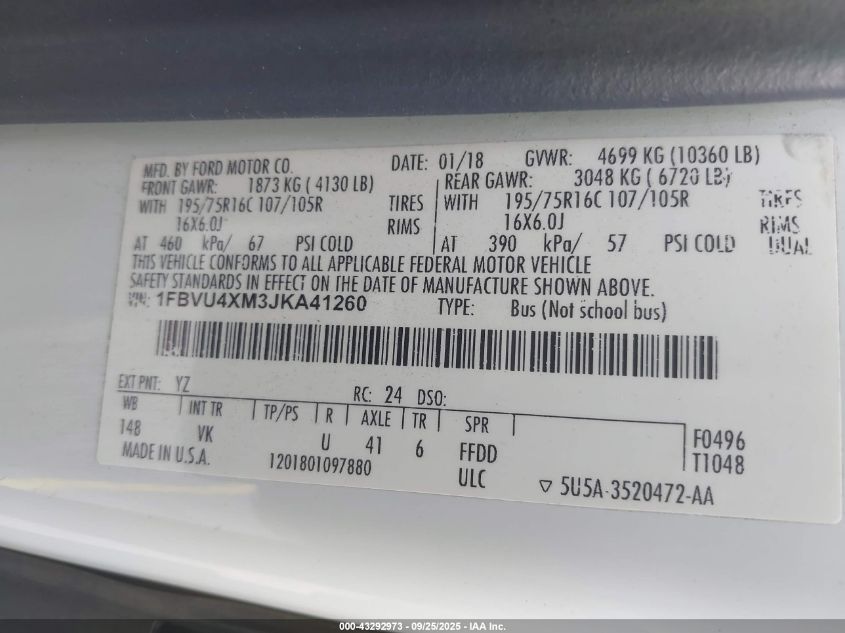 MFD. BY FORD MOTOR CO. DATE: 01/18 GVWR: 4699 KG (10360 LB)
FRONT GAWR: 1873 KG ( 4130 LB) REAR GAWR: 3048 KG ( 6720 LB)
WITH 195/75R16C 107/105R TIRES WITH 195/75R16C 107/105R TIRES
16X6.0J RIMS 16X6.0J RIMS
AT 460 kPa/ 67 PSI COLD AT 390 kPa/ 57 PSI COLD DUAL
THIS VEHICLE CONFORMS TO ALL APPLICABLE FEDERAL MOTOR VEHICLE
SAFETY STANDARDS IN EFFECT ON THE DATE OF MANUFACTURE SHOWN ABOVE.
VIN: 1FBVU4XM3JKA41260 TYPE: Bus (Not school bus)
EXT PNT: YZ RC: 24 DSO:
WB INT TR TP/PS R AXLE TR SPR
148 VK U 41 6 FFDD F0496
MADE IN U.S.A. 1201801097880 ULC T1048
▽ 5U5A-3520472-AA
000-43292973 - 09/25/2025 - IAA Inc.